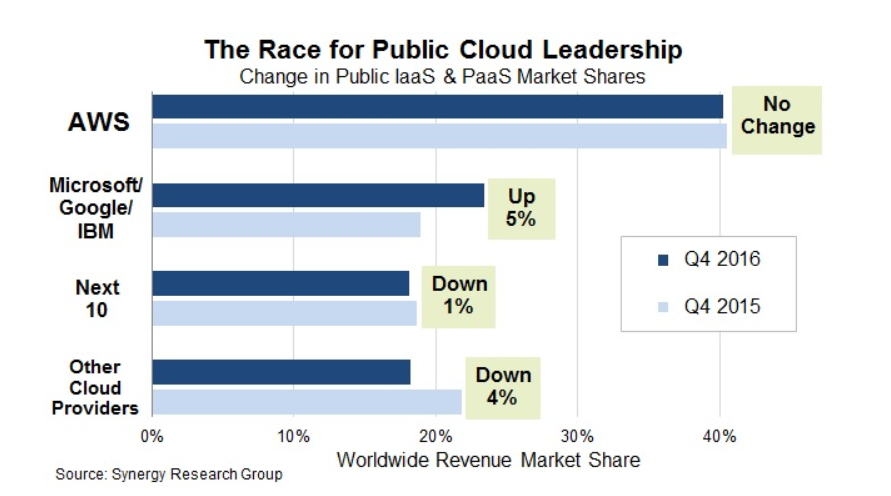 The Race for Public Cloud Leadership
Change in Public IaaS & PaaS Market Shares
AWS
No
Change
Microsoft/
Google/
IBM
Up
5%
Next
10
Down
1%
Other
Cloud
Providers
Down
4%
Q4 2016
Q4 2015
0% 10% 20% 30% 40%
Worldwide Revenue Market Share
Source: Synergy Research Group